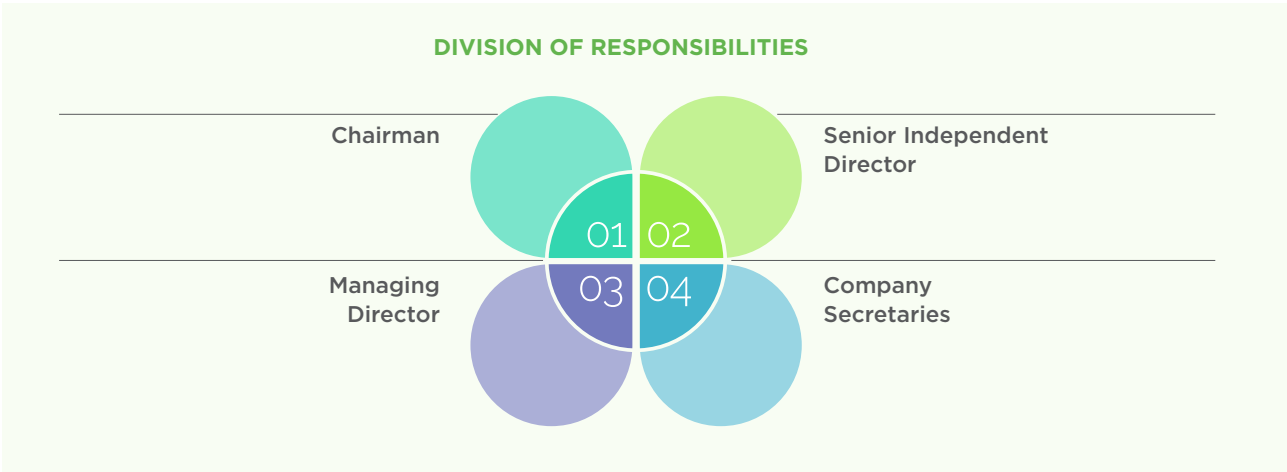 DIVISION OF RESPONSIBILITIES
Chairman
Senior Independent
Director
01
02
Managing
Director
03
04
Company
Secretaries